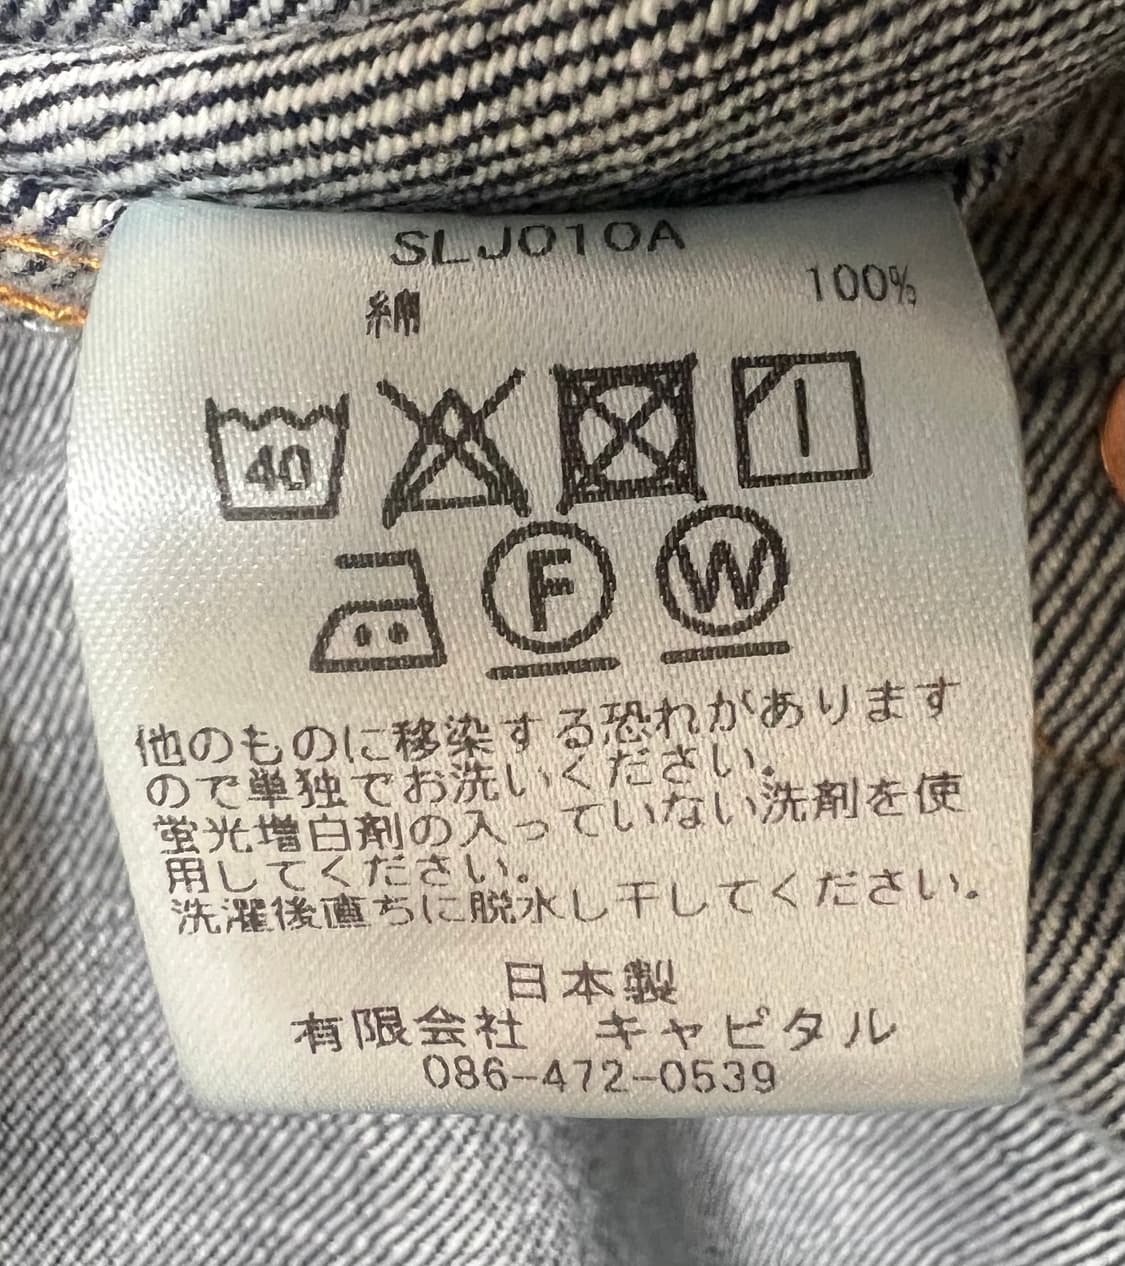 SLJ010A
綿 100%
40
F W
他のものに移染する恐れがあります
ので単独でお洗いください。
蛍光増白剤の入っていない洗剤を使
用してください。
洗濯後直ちに脱水し干してください。
日本製
有限会社 キャピタル
086-472-0539